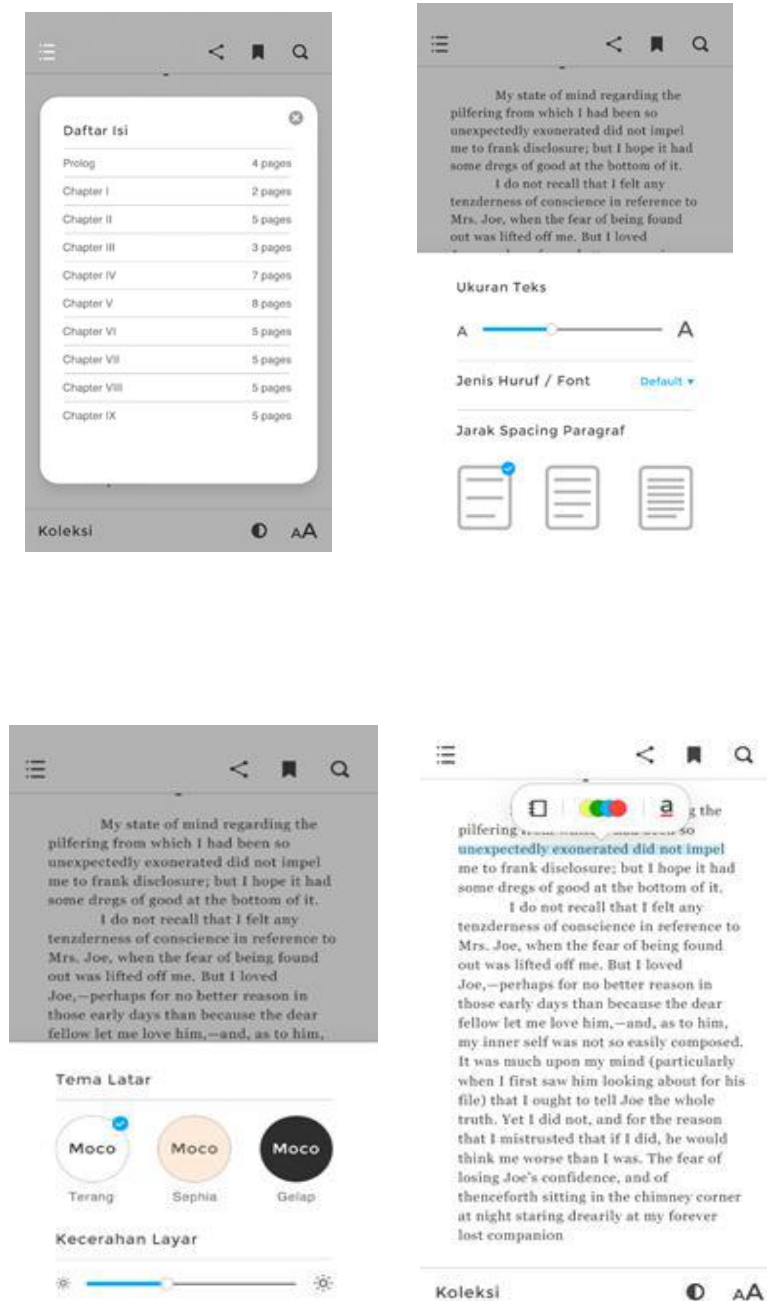 Daftar Isi
Prolog 4 pages
Chapter I 2 pages
Chapter II 5 pages
Chapter III 3 pages
Chapter IV 7 pages
Chapter V 8 pages
Chapter VI 5 pages
Chapter VII 5 pages
Chapter VIII 5 pages
Chapter IX 5 pages
Koleksi AA
My state of mind regarding the
pilfering from which I had been so
unexpectedly exonerated did not impel
me to frank disclosure; but I hope it had
some dregs of good at the bottom of it.
I do not recall that I felt any
tenzderness of conscience in reference to
Mrs. Joe, when the fear of being found
out was lifted off me. But I loved
Ukuran Teks
A A
Jenis Huruf / Font Default
Jarak Spacing Paragraf
My state of mind regarding the
pilfering from which I had been so
unexpectedly exonerated did not impel
me to frank disclosure; but I hope it had
some dregs of good at the bottom of it.
I do not recall that I felt any
tenzderness of conscience in reference to
Mrs. Joe, when the fear of being found
out was lifted off me. But I loved
Joe,—perhaps for no better reason in
those early days than because the dear
fellow let me love him,—and, as to him,
Tema Latar
Moco Moco Moco
Terang Sephia Gelap
Kecerahan Layar
a
g the
pilfering so
unexpectedly exonerated did not impel
me to frank disclosure; but I hope it had
some dregs of good at the bottom of it.
I do not recall that I felt any
tenzderness of conscience in reference to
Mrs. Joe, when the fear of being found
out was lifted off me. But I loved
Joe,—perhaps for no better reason in
those early days than because the dear
fellow let me love him,—and, as to him,
my inner self was not so easily composed.
It was much upon my mind (particularly
when I first saw him looking about for his
file) that I ought to tell Joe the whole
truth. Yet I did not, and for the reason
that I mistrusted that if I did, he would
think me worse than I was. The fear of
losing Joe's confidence, and of
thenceforth sitting in the chimney corner
at night staring drearily at my forever
lost companion
Koleksi AA